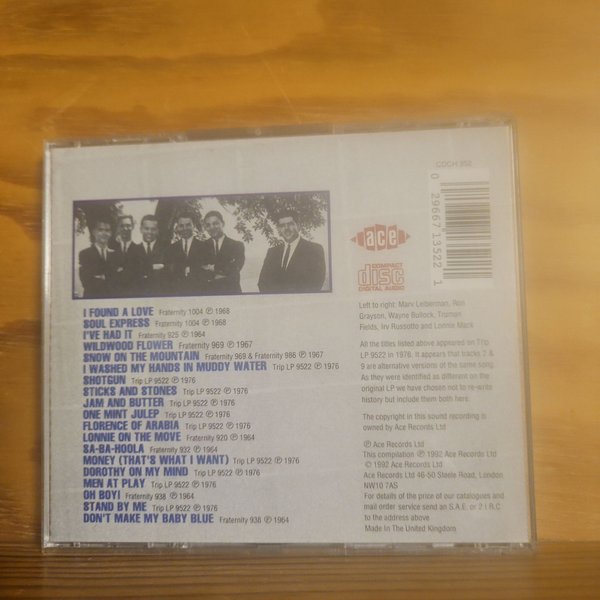 CDCH 352
0 29667 13522 1
ace
COMPACT
disc
DIGITAL AUDIO
I FOUND A LOVE Fraternity 1004 ℗ 1968
SOUL EXPRESS Fraternity 1004 ℗ 1968
I'VE HAD IT Fraternity 925 ℗ 1964
WILDWOOD FLOWER Fraternity 969 ℗ 1967
SNOW ON THE MOUNTAIN Fraternity 969 & Fraternity 986 ℗ 1967
I WASHED MY HANDS IN MUDDY WATER Trip LP 9522 ℗ 1976
SHOTGUN Trip LP 9522 ℗ 1976
STICKS AND STONES Trip LP 9522 ℗ 1976
JAM AND BUTTER Trip LP 9522 ℗ 1976
ONE MINT JULEP Trip LP 9522 ℗ 1976
FLORENCE OF ARABIA Trip LP 9522 ℗ 1976
LONNIE ON THE MOVE Fraternity 920 ℗ 1964
SA-BA-HOOLA Fraternity 932 ℗ 1964
MONEY (THAT'S WHAT I WANT) Trip LP 9522 ℗ 1976
DOROTHY ON MY MIND Trip LP 9522 ℗ 1976
MEN AT PLAY Trip LP 9522 ℗ 1976
OH BOY! Fraternity 938 ℗ 1964
STAND BY ME Trip LP 9522 ℗ 1976
DON'T MAKE MY BABY BLUE Fraternity 936 ℗ 1964
Left to right: Marv Leiberman, Ron
Grayson, Wayne Bullock, Truman
Fields, Irv Russotto and Lonnie Mack
All the titles listed above appeared on Trip
LP 9522 in 1976. It appears that tracks 2 &
9 are alternative versions of the same song.
As they were identified as different on the
original LP we have chosen not to re-write
history but include them both here.
The copyright in this sound recording is
owned by Ace Records Ltd
℗ Ace Records Ltd
This compilation ℗ 1992 Ace Records Ltd
© 1992 Ace Records Ltd
Ace Records Ltd 46-50 Steele Road, London
NW10 7AS
For details of the price of our catalogues and
mail order service send an S.A.E. or 2 I.R.C
to the address above
Made In The United Kingdom